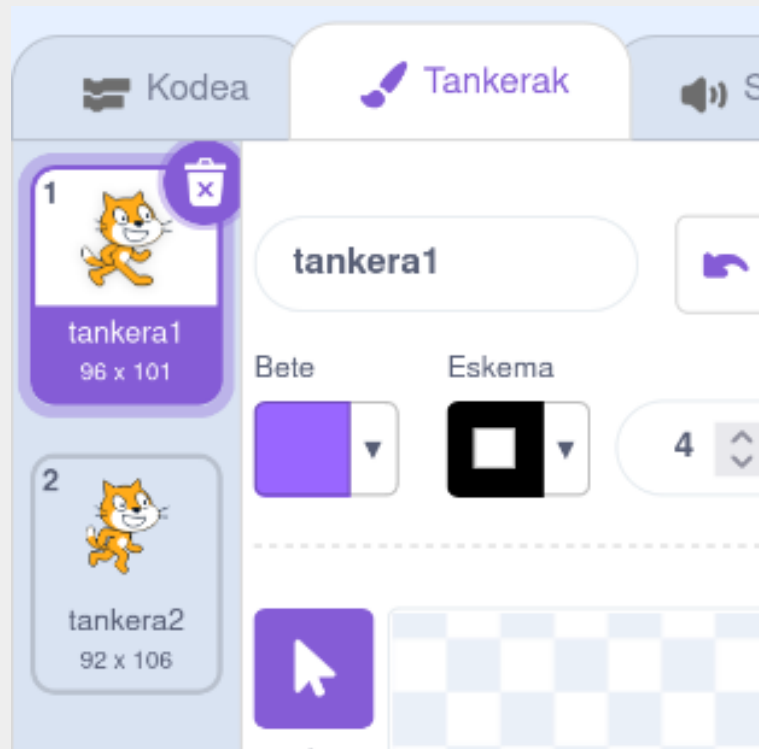 Kodea
Tankerak
1
tankera1
96 x 101
tankera1
Bete
Eskema
4
2
tankera2
92 x 106